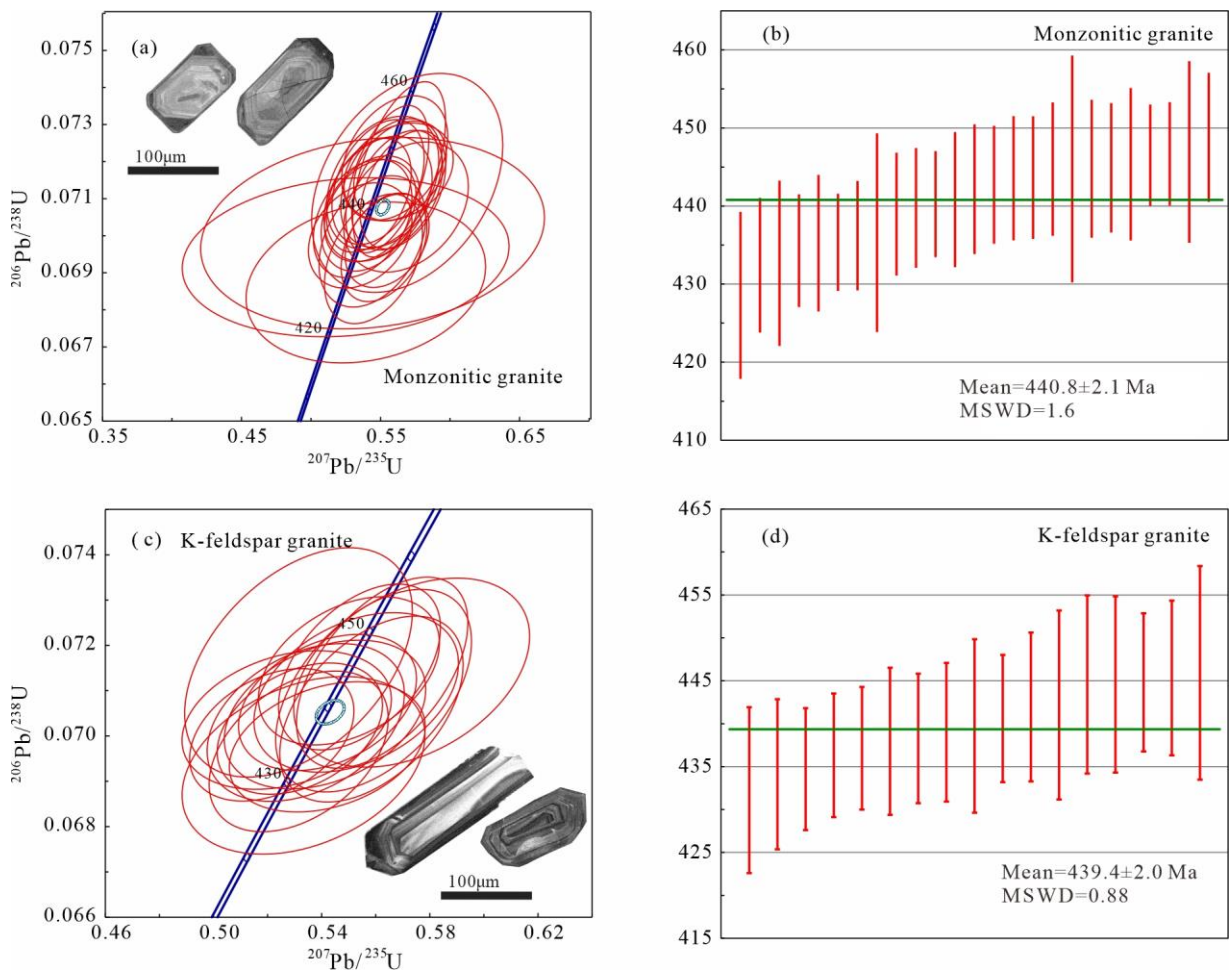 0.075
0.073
0.071
0.069
0.067
0.065
²⁰⁶Pb/²³⁸U
(a)
460
100μm
440
420
Monzonitic granite
0.35
0.45
0.55
0.65
²⁰⁷Pb/²³⁵U
(b)
Monzonitic granite
460
450
440
430
420
410
Mean=440.8±2.1 Ma
MSWD=1.6
0.074
0.072
0.070
0.068
0.066
²⁰⁶Pb/²³⁸U
( c)
K-feldspar granite
450
430
100μm
0.46
0.50
0.54
0.58
0.62
²⁰⁷Pb/²³⁵U
(d)
K-feldspar granite
465
455
445
435
425
415
Mean=439.4±2.0 Ma
MSWD=0.88